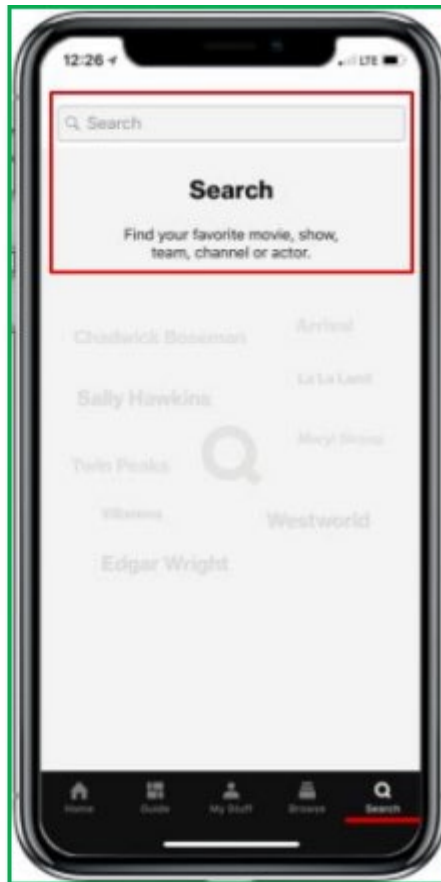 12:26
LTE
Search
Search
Find your favorite movie, show,
team, channel or actor.
Arrival
Chadwick Boseman
La La Land
Sally Hawkins
Meryl Streep
Twin Peaks
Westworld
Edgar Wright
Home
Guide
My Stuff
Browse
Search